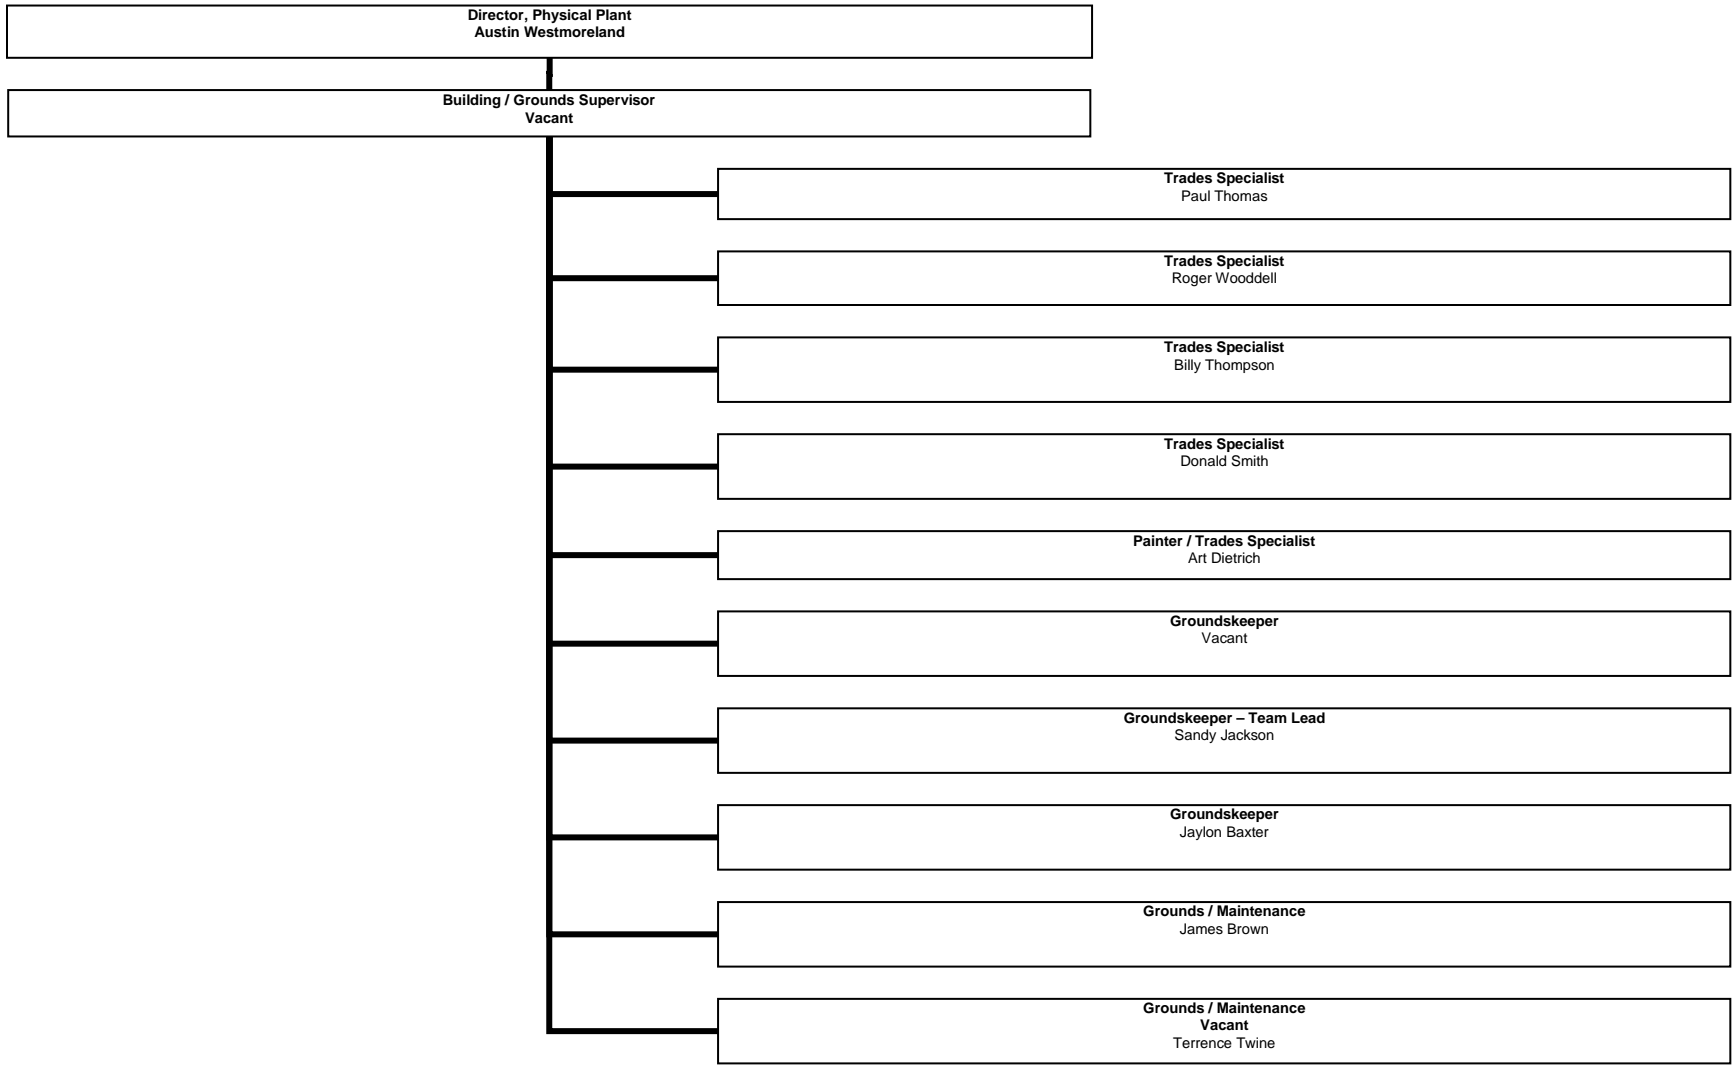 Director, Physical Plant
Austin Westmoreland
Building / Grounds Supervisor
Vacant
Trades Specialist
Paul Thomas
Trades Specialist
Roger Wooddell
Trades Specialist
Billy Thompson
Trades Specialist
Donald Smith
Painter / Trades Specialist
Art Dietrich
Groundskeeper
Vacant
Groundskeeper – Team Lead
Sandy Jackson
Groundskeeper
Jaylon Baxter
Grounds / Maintenance
James Brown
Grounds / Maintenance
Vacant
Terrence Twine